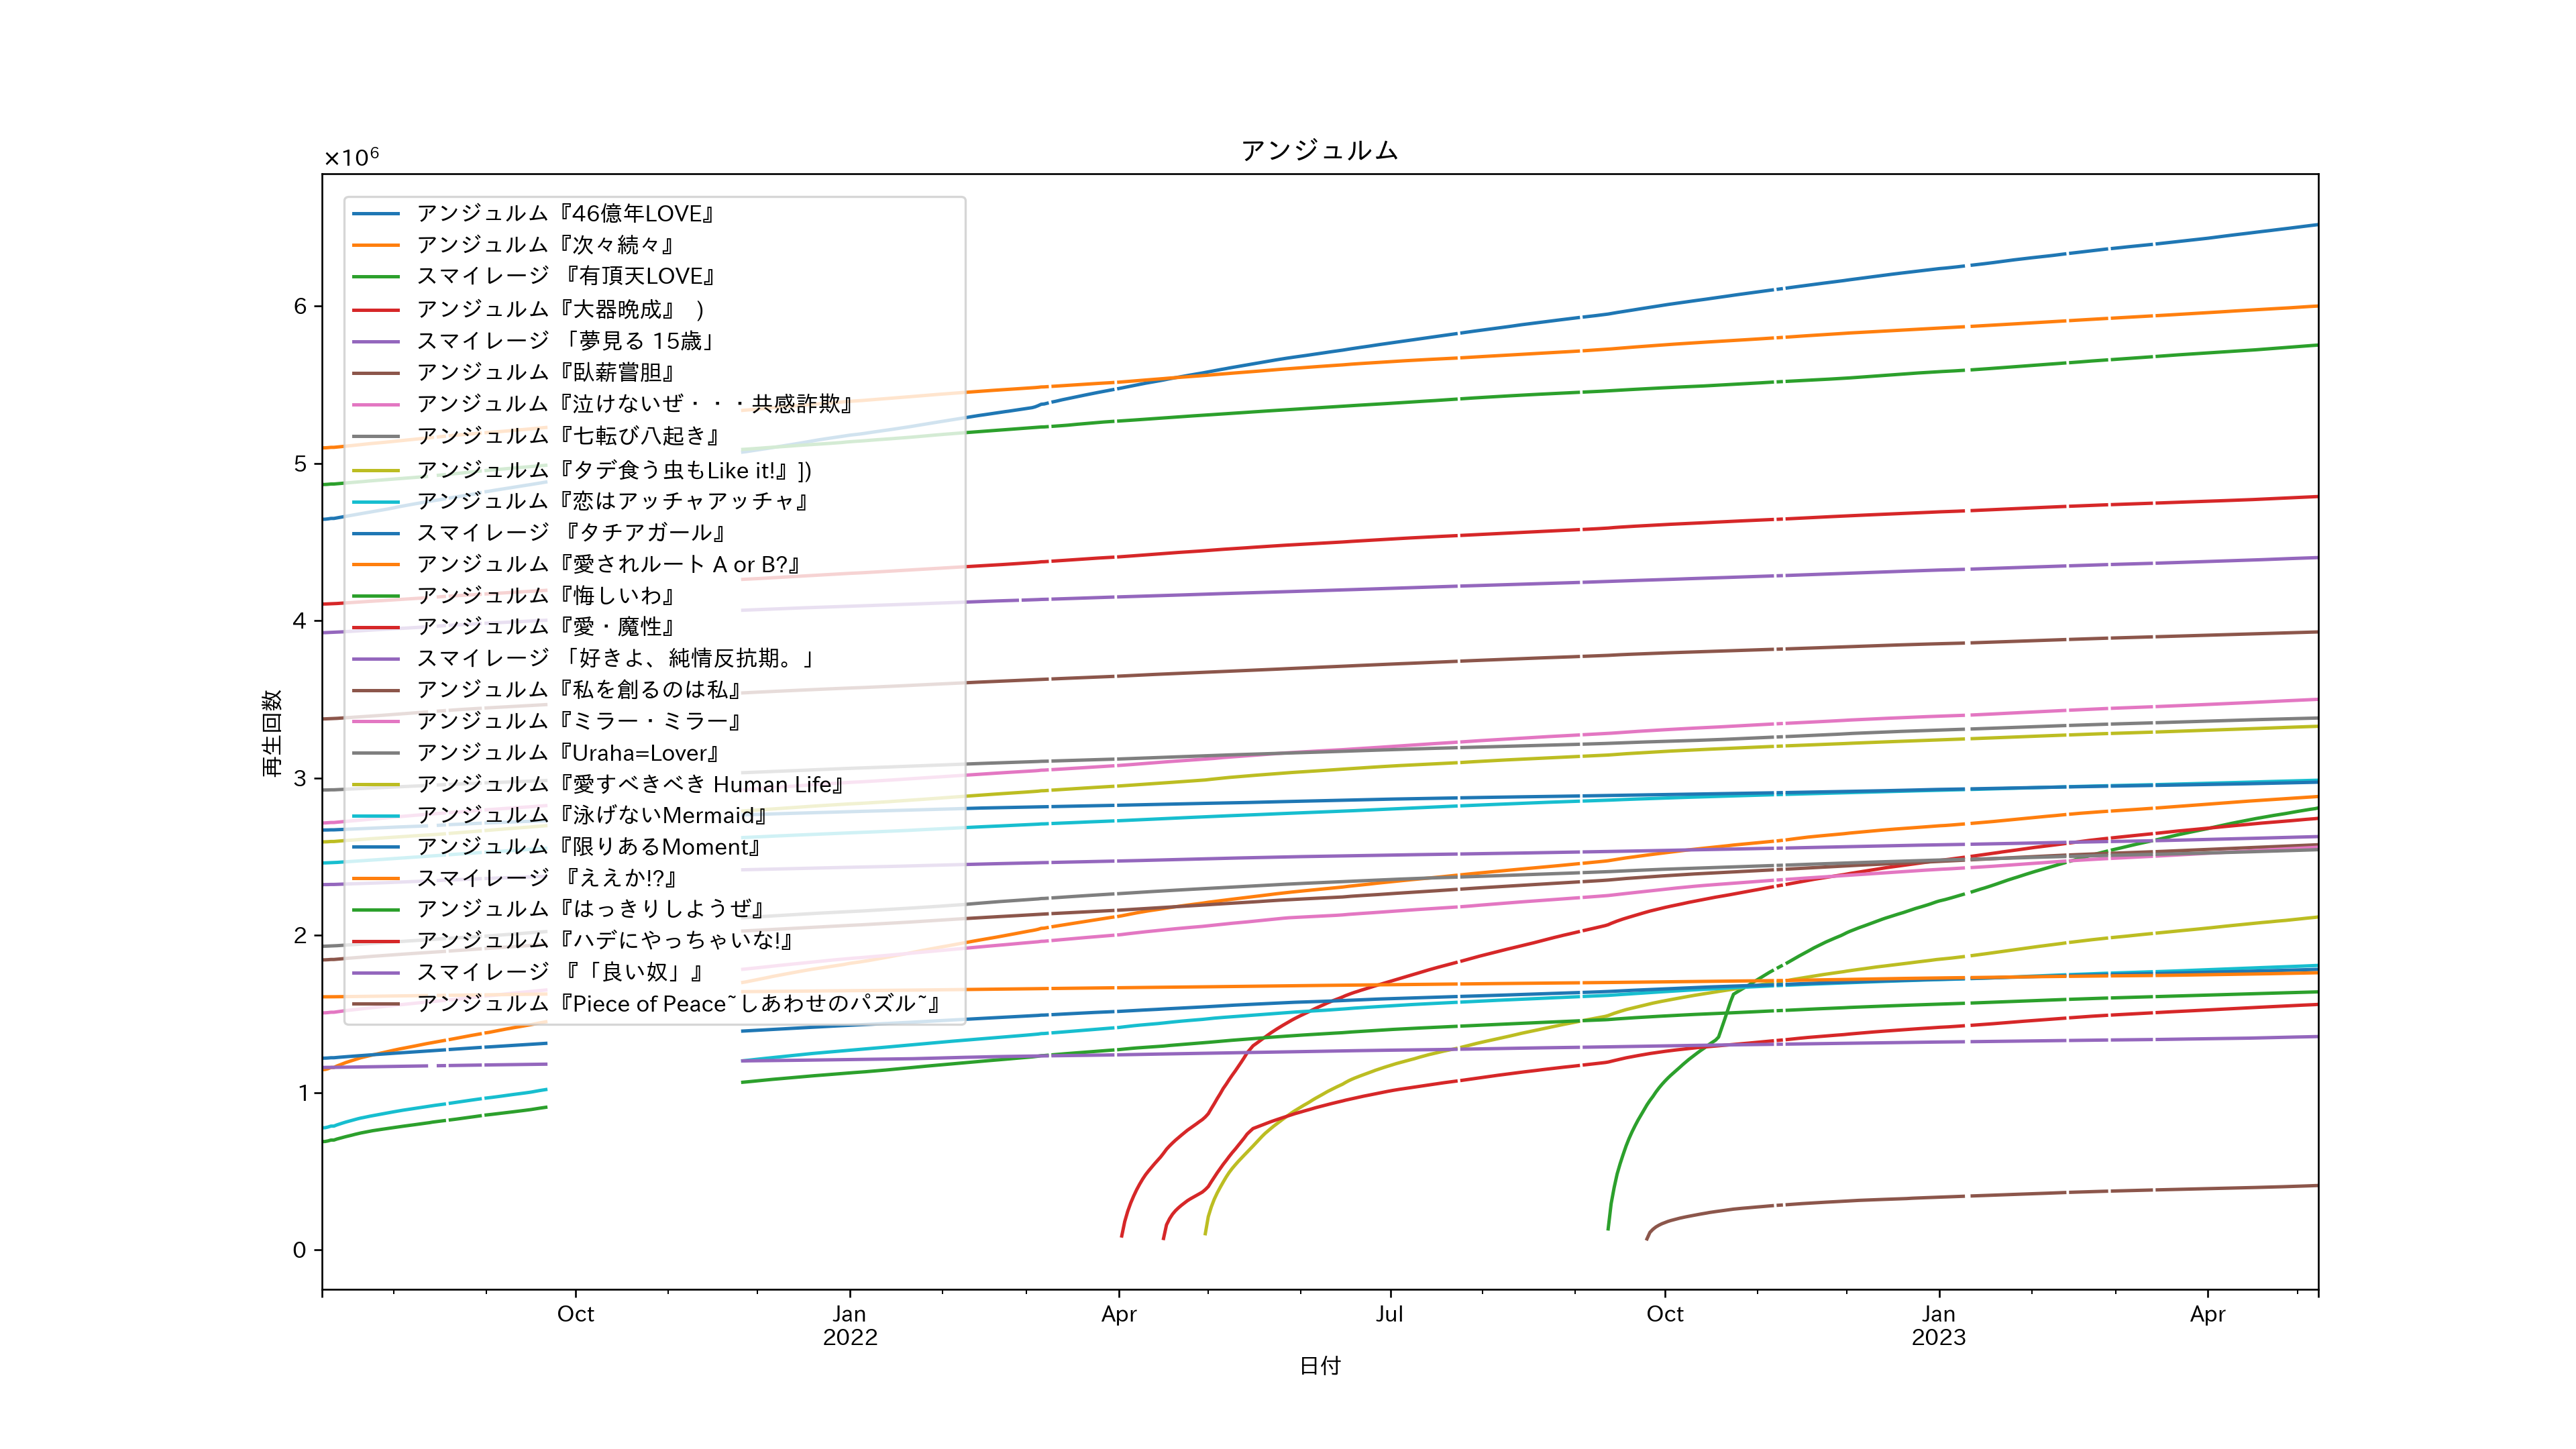 アンジュルム
×10⁶
アンジュルム『46億年LOVE』
アンジュルム『次々続々』
スマイレージ 『有頂天LOVE』
アンジュルム『大器晩成』 )
スマイレージ 「夢見る 15歳」
アンジュルム『臥薪嘗胆』
アンジュルム『泣けないぜ・・・共感詐欺』
アンジュルム『七転び八起き』
アンジュルム『タデ食う虫もLike it!』])
アンジュルム『恋はアッチャアッチャ』
スマイレージ 『タチアガール』
アンジュルム『愛されルート A or B?』
アンジュルム『悔しいわ』
アンジュルム『愛・魔性』
スマイレージ 「好きよ、純情反抗期。」
アンジュルム『私を創るのは私』
アンジュルム『ミラー・ミラー』
アンジュルム『Uraha=Lover』
アンジュルム『愛すべきべき Human Life』
アンジュルム『泳げないMermaid』
アンジュルム『限りあるMoment』
スマイレージ 『ええか!?』
アンジュルム『はっきりしようぜ』
アンジュルム『ハデにやっちゃいな!』
スマイレージ 『「良い奴」』
アンジュルム『Piece of Peace~しあわせのパズル~』
6
5
4
3
2
1
0
再生回数
Oct Jan Apr Jul Oct Jan Apr
2022 2023
日付